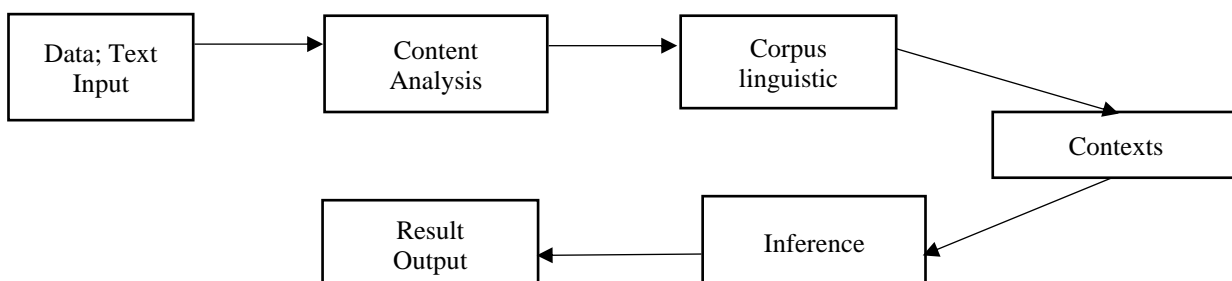 Data; Text
Input
Content
Analysis
Corpus
linguistic
Contexts
Inference
Result
Output